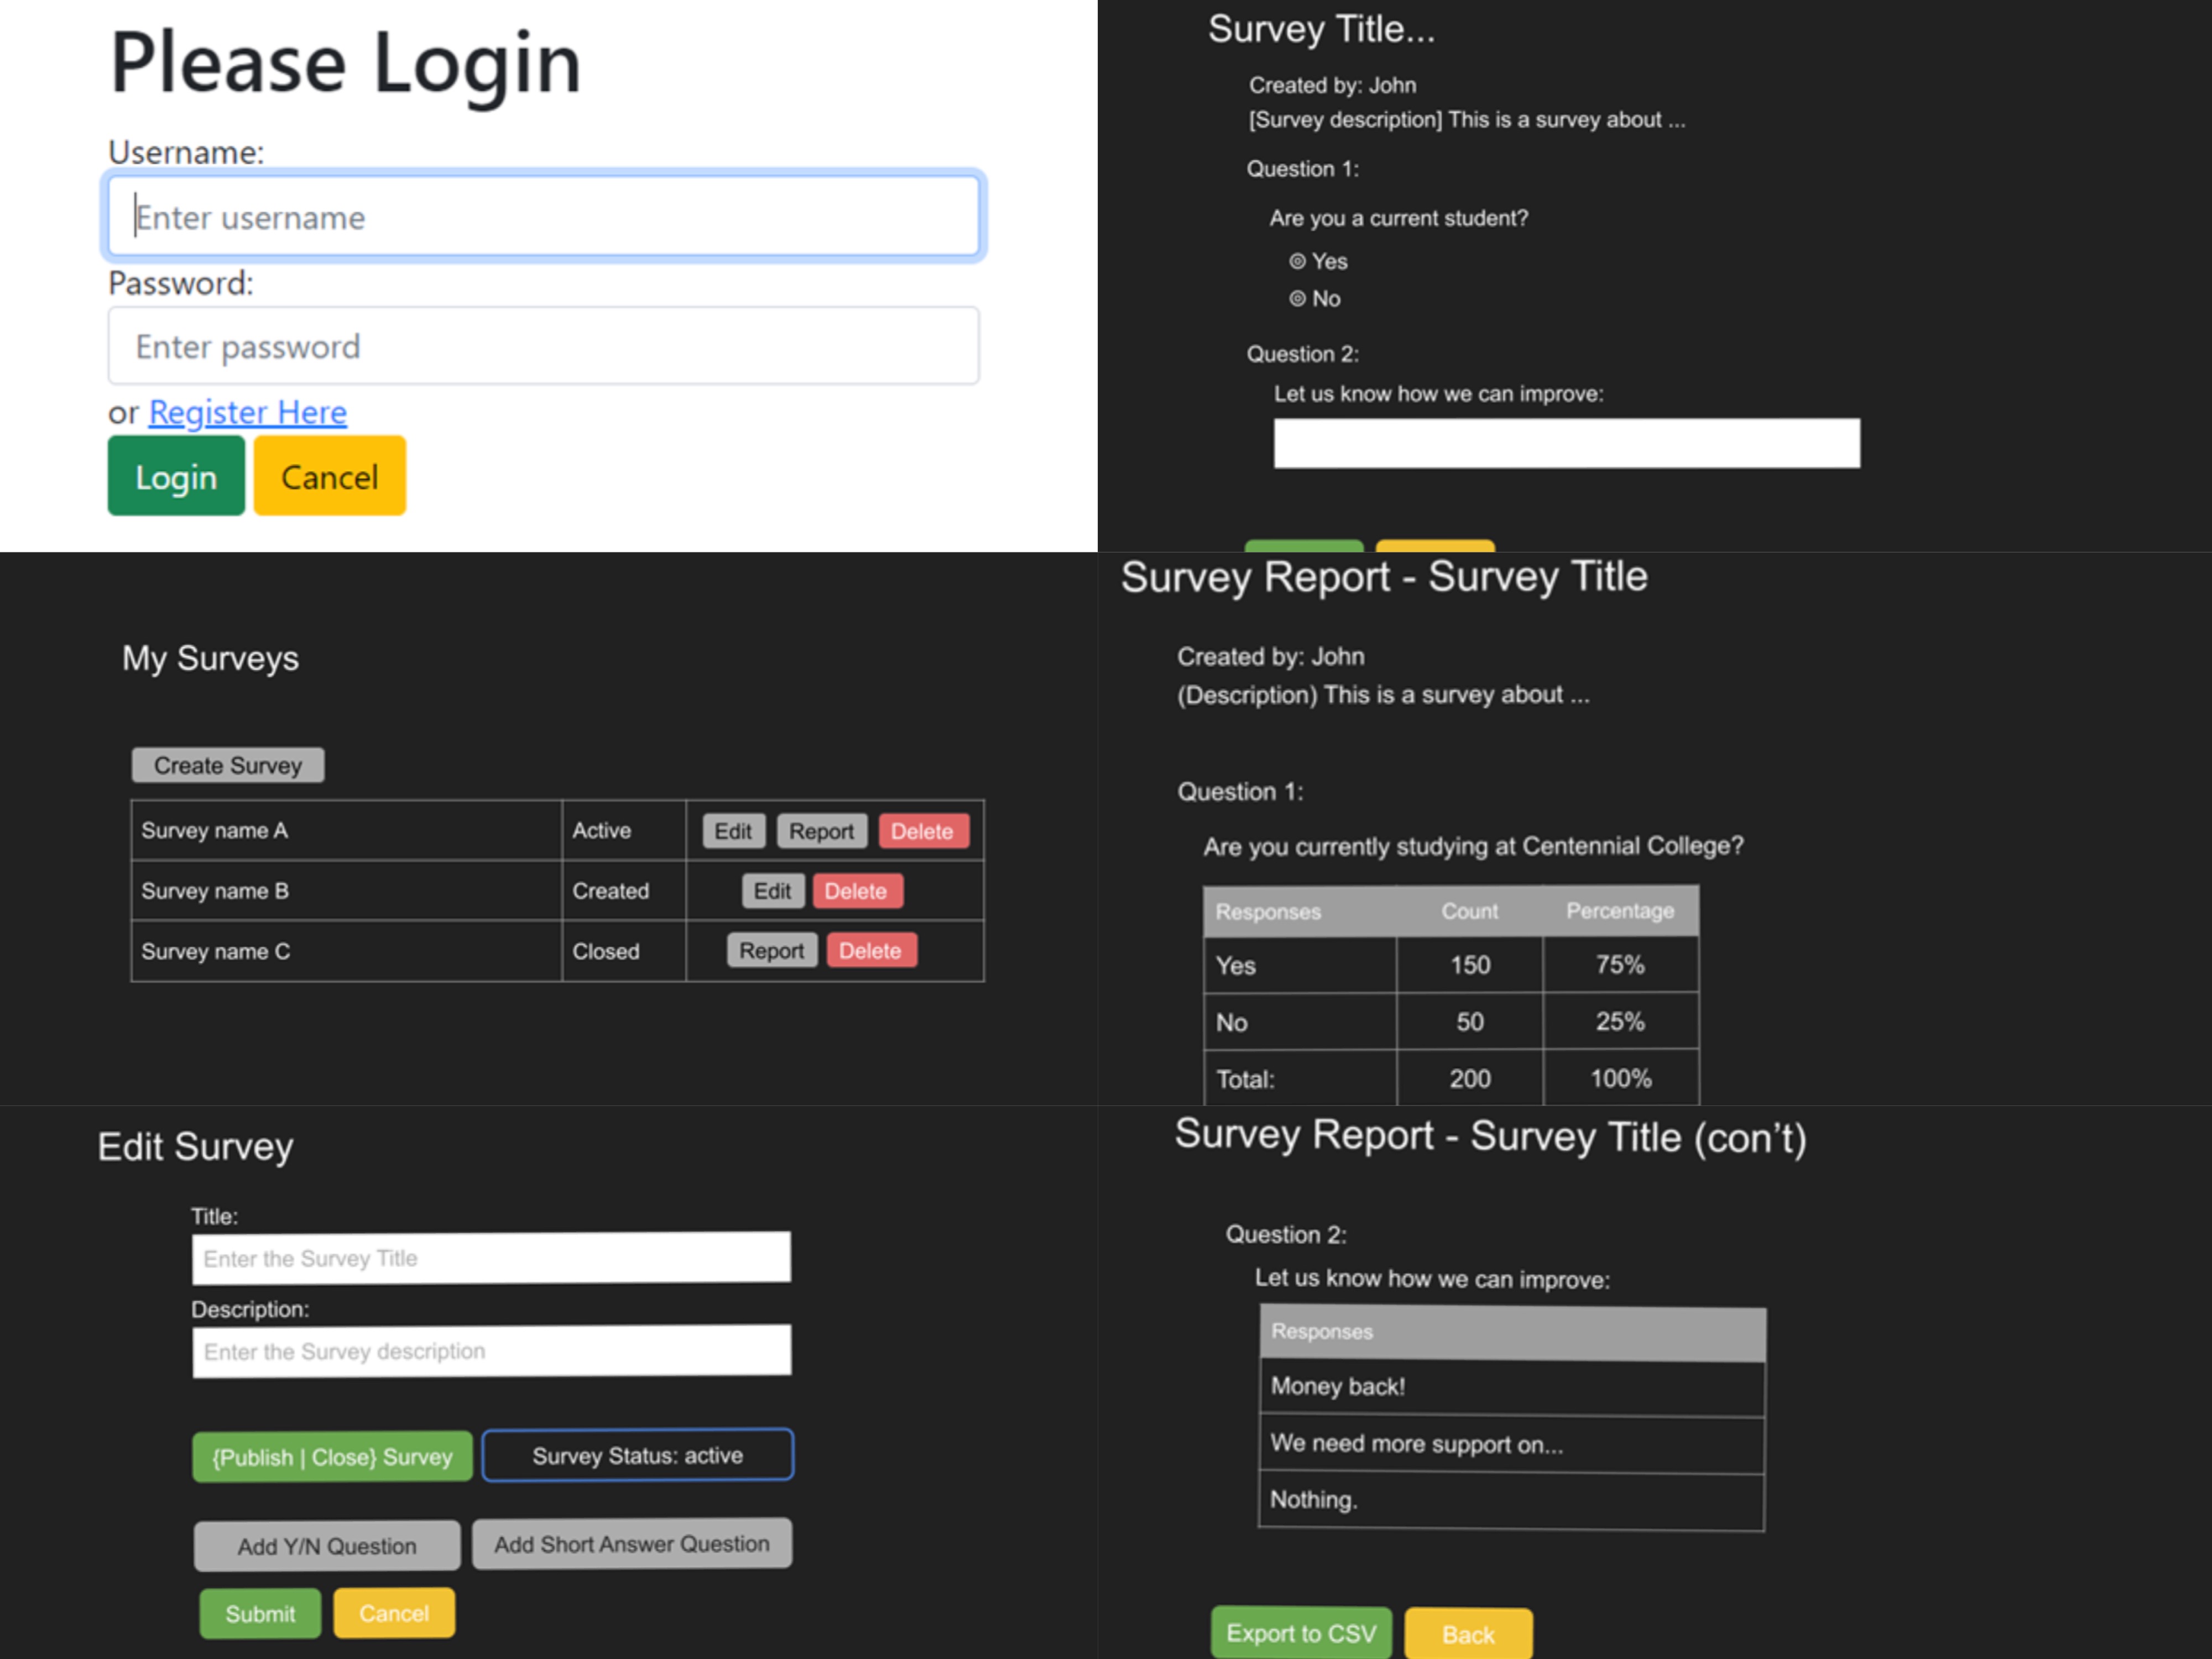 Please Login
Username:
Enter username
Password:
Enter password
or Register Here
Login Cancel
Survey Title...
Created by: John
[Survey description] This is a survey about ...
Question 1:
Are you a current student?
Yes
No
Question 2:
Let us know how we can improve:
My Surveys
Create Survey
Survey name A Active Edit Report Delete
Survey name B Created Edit Delete
Survey name C Closed Report Delete
Survey Report - Survey Title
Created by: John
(Description) This is a survey about ...
Question 1:
Are you currently studying at Centennial College?
Responses Count Percentage
Yes 150 75%
No 50 25%
Total: 200 100%
Edit Survey
Title:
Enter the Survey Title
Description:
Enter the Survey description
{Publish | Close} Survey Survey Status: active
Add Y/N Question Add Short Answer Question
Submit Cancel
Survey Report - Survey Title (con’t)
Question 2:
Let us know how we can improve:
Responses
Money back!
We need more support on...
Nothing.
Export to CSV Back